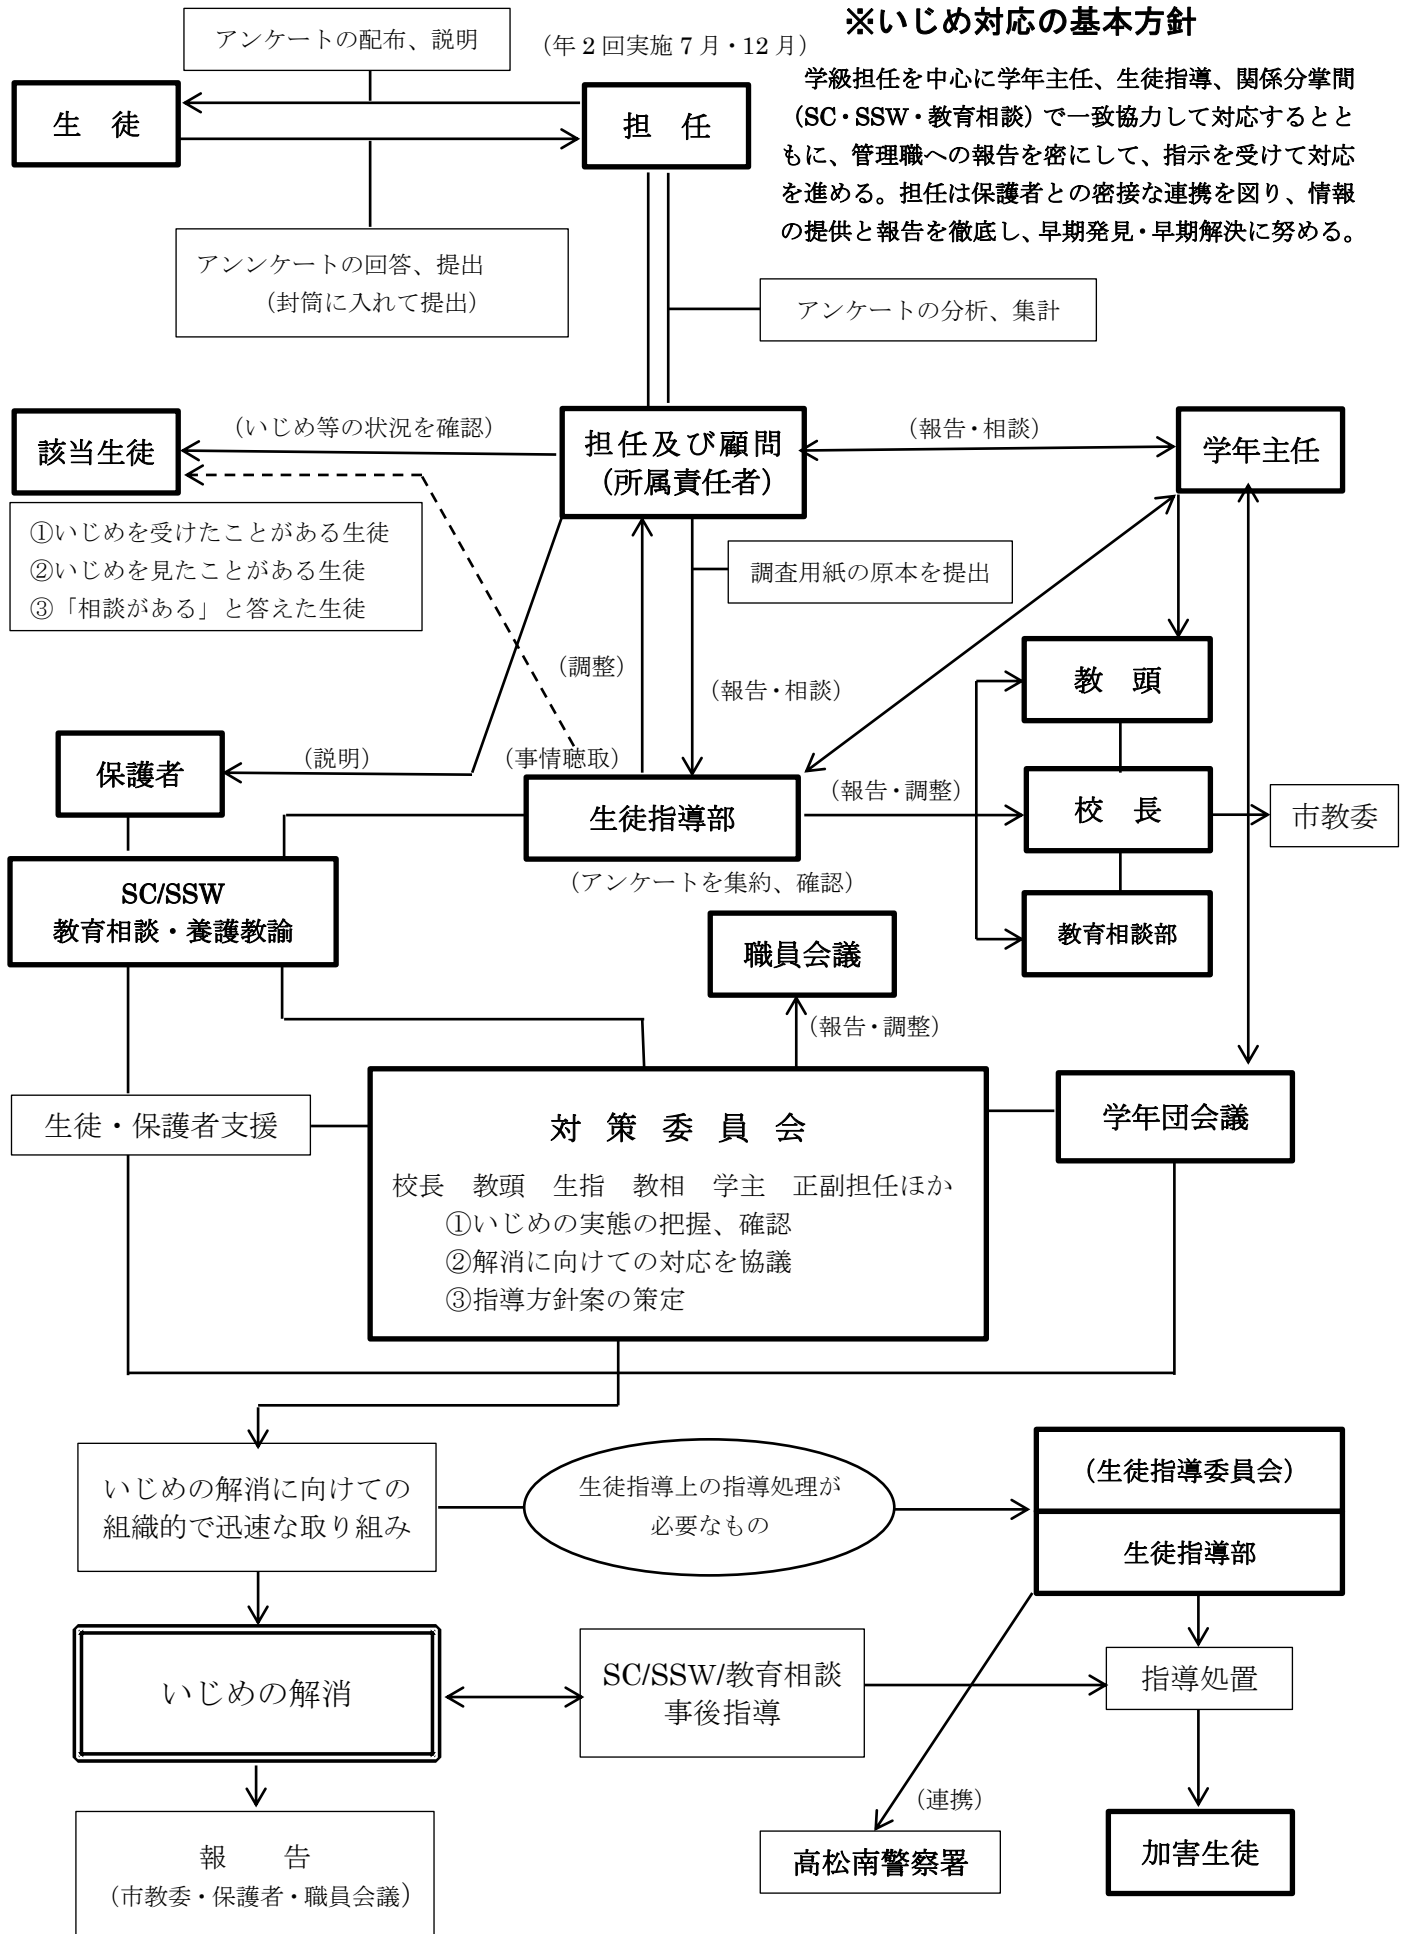 ※いじめ対応の基本方針
アンケートの配布、説明
（年２回実施７月・12月）
学級担任を中心に学年主任、生徒指導、関係分掌間
（SC・SSW・教育相談）で一致協力して対応するとと
もに、管理職への報告を密にして、指示を受けて対応
を進める。担任は保護者との密接な連携を図り、情報
の提供と報告を徹底し、早期発見・早期解決に努める。
生　徒
担　任
アンンケートの回答、提出
（封筒に入れて提出）
アンケートの分析、集計
該当生徒
（いじめ等の状況を確認）
担任及び顧問
（所属責任者）
（報告・相談）
学年主任
①いじめを受けたことがある生徒
②いじめを見たことがある生徒
③「相談がある」と答えた生徒
調査用紙の原本を提出
（調整）
（報告・相談）
教　頭
保護者
（説明）
（事情聴取）
生徒指導部
（報告・調整）
校　長
市教委
（アンケートを集約、確認）
SC/SSW
教育相談・養護教諭
職員会議
教育相談部
（報告・調整）
生徒・保護者支援
対　策　委　員　会
校長　教頭　生指　教相　学主　正副担任ほか
①いじめの実態の把握、確認
②解消に向けての対応を協議
③指導方針案の策定
学年団会議
いじめの解消に向けての
組織的で迅速な取り組み
生徒指導上の指導処理が
必要なもの
（生徒指導委員会）
生徒指導部
いじめの解消
SC/SSW/教育相談
事後指導
指導処置
（連携）
高松南警察署
加害生徒
報　　告
（市教委・保護者・職員会議）